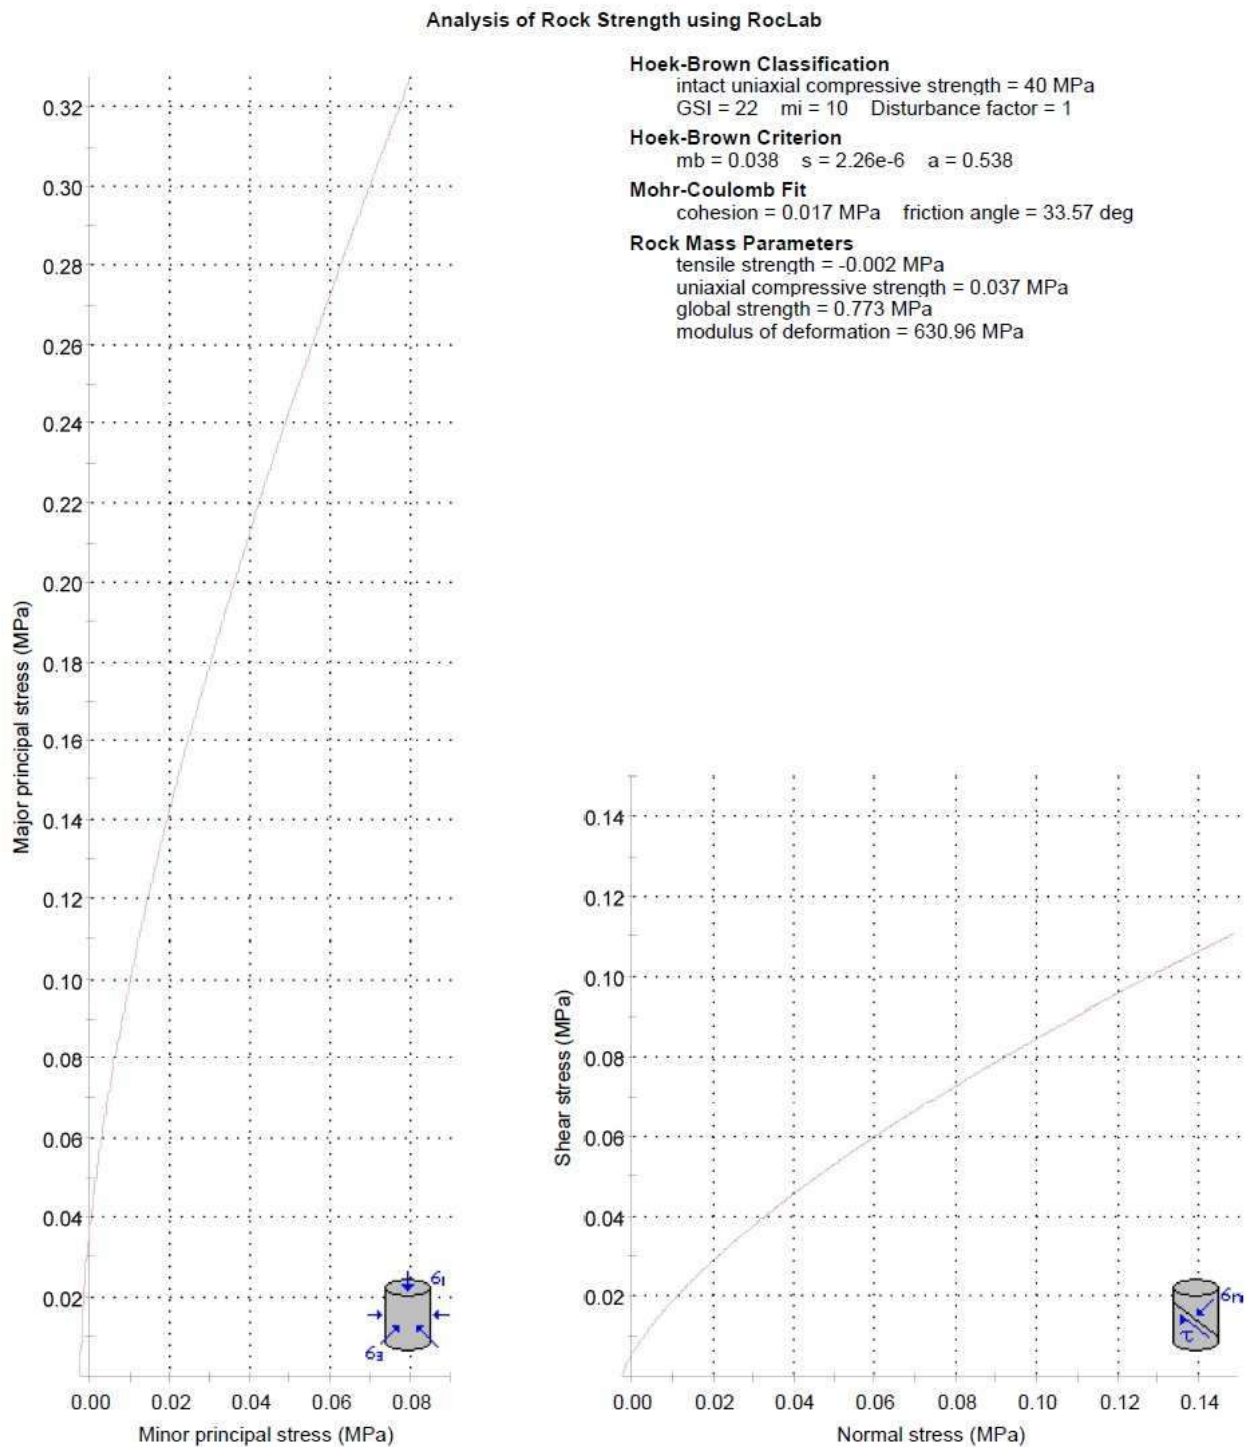 Analysis of Rock Strength using RocLab
Hoek-Brown Classification
intact uniaxial compressive strength = 40 MPa
GSI = 22 mi = 10 Disturbance factor = 1
Hoek-Brown Criterion
mb = 0.038 s = 2.26e-6 a = 0.538
Mohr-Coulomb Fit
cohesion = 0.017 MPa friction angle = 33.57 deg
Rock Mass Parameters
tensile strength = -0.002 MPa
uniaxial compressive strength = 0.037 MPa
global strength = 0.773 MPa
modulus of deformation = 630.96 MPa
Major principal stress (MPa)
0.32
0.30
0.28
0.26
0.24
0.22
0.20
0.18
0.16
0.14
0.12
0.10
0.08
0.06
0.04
0.02
0.00 0.02 0.04 0.06 0.08
Minor principal stress (MPa)
σ1
σ3
Shear stress (MPa)
0.14
0.12
0.10
0.08
0.06
0.04
0.02
0.00 0.02 0.04 0.06 0.08 0.10 0.12 0.14
Normal stress (MPa)
σn
τ